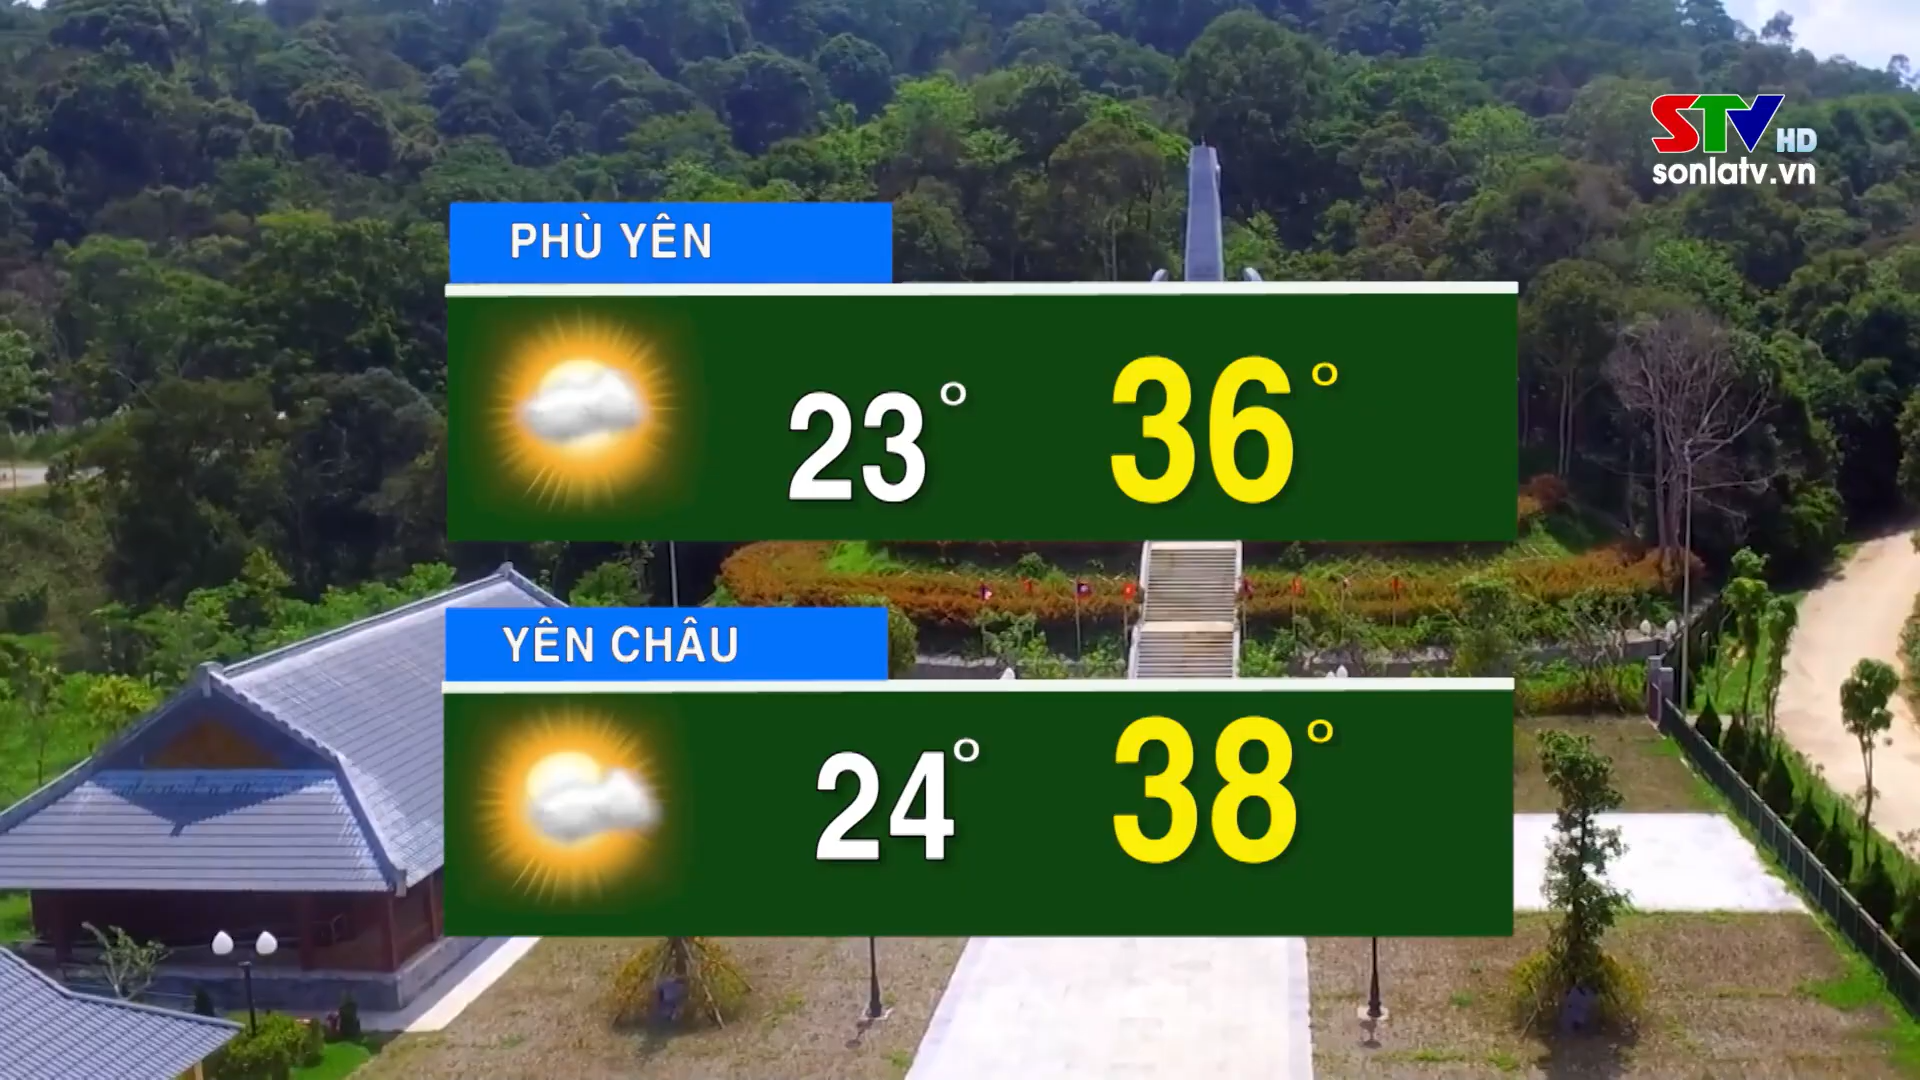 STV HD
sonlatv.vn
PHÙ YÊN
23° 36°
YÊN CHÂU
24° 38°